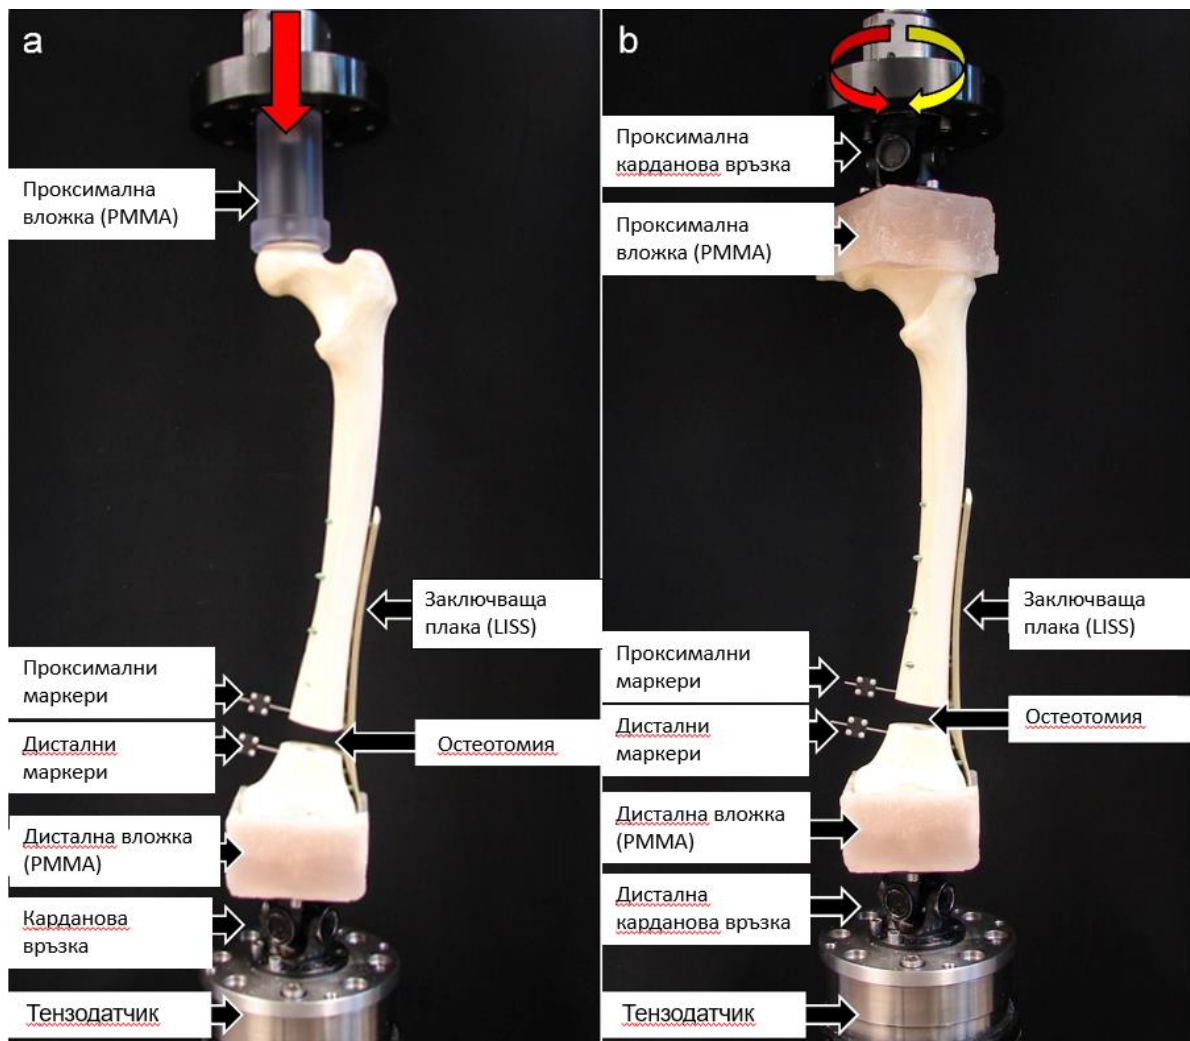 a
Проксимална
вложка (PMMA)
Заключваща
плака (LISS)
Проксимални
маркери
Дистални
маркери
Остеотомия
Дистална вложка
(PMMA)
Карданова
връзка
Тензодатчик
b
Проксимална
карданова връзка
Проксимална
вложка (PMMA)
Заключваща
плака (LISS)
Проксимални
маркери
Остеотомия
Дистални
маркери
Дистална вложка
(PMMA)
Дистална
карданова връзка
Тензодатчик